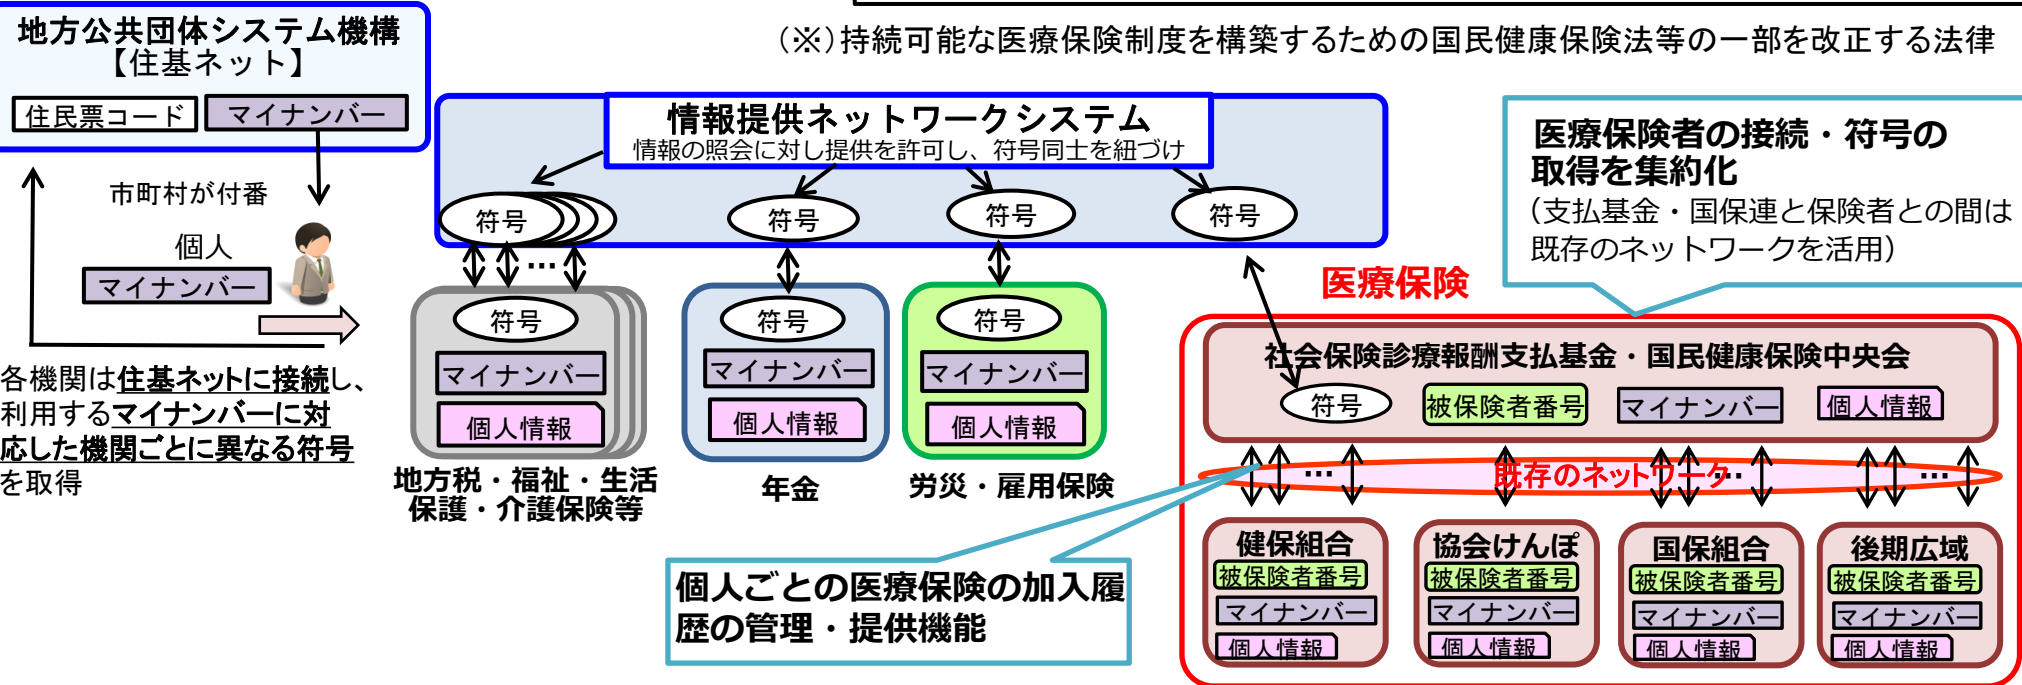 地方公共団体システム機構
【住基ネット】
住民票コード
マイナンバー
市町村が付番
個人
マイナンバー
各機関は住基ネットに接続し、
利用するマイナンバーに対
応した機関ごとに異なる符号
を取得
(※)持続可能な医療保険制度を構築するための国民健康保険法等の一部を改正する法律
情報提供ネットワークシステム
情報の照会に対し提供を許可し、符号同士を紐づけ
符号
符号
符号
符号
…
符号
マイナンバー
個人情報
地方税・福祉・生活
保護・介護保険等
符号
マイナンバー
個人情報
年金
符号
マイナンバー
個人情報
労災・雇用保険
医療保険者の接続・符号の
取得を集約化
(支払基金・国保連と保険者との間は
既存のネットワークを活用)
医療保険
社会保険診療報酬支払基金・国民健康保険中央会
符号
被保険者番号
マイナンバー
個人情報
…
既存のネットワーク
…
…
個人ごとの医療保険の加入履
歴の管理・提供機能
健保組合
被保険者番号
マイナンバー
個人情報
協会けんぽ
被保険者番号
マイナンバー
個人情報
国保組合
被保険者番号
マイナンバー
個人情報
後期広域
被保険者番号
マイナンバー
個人情報